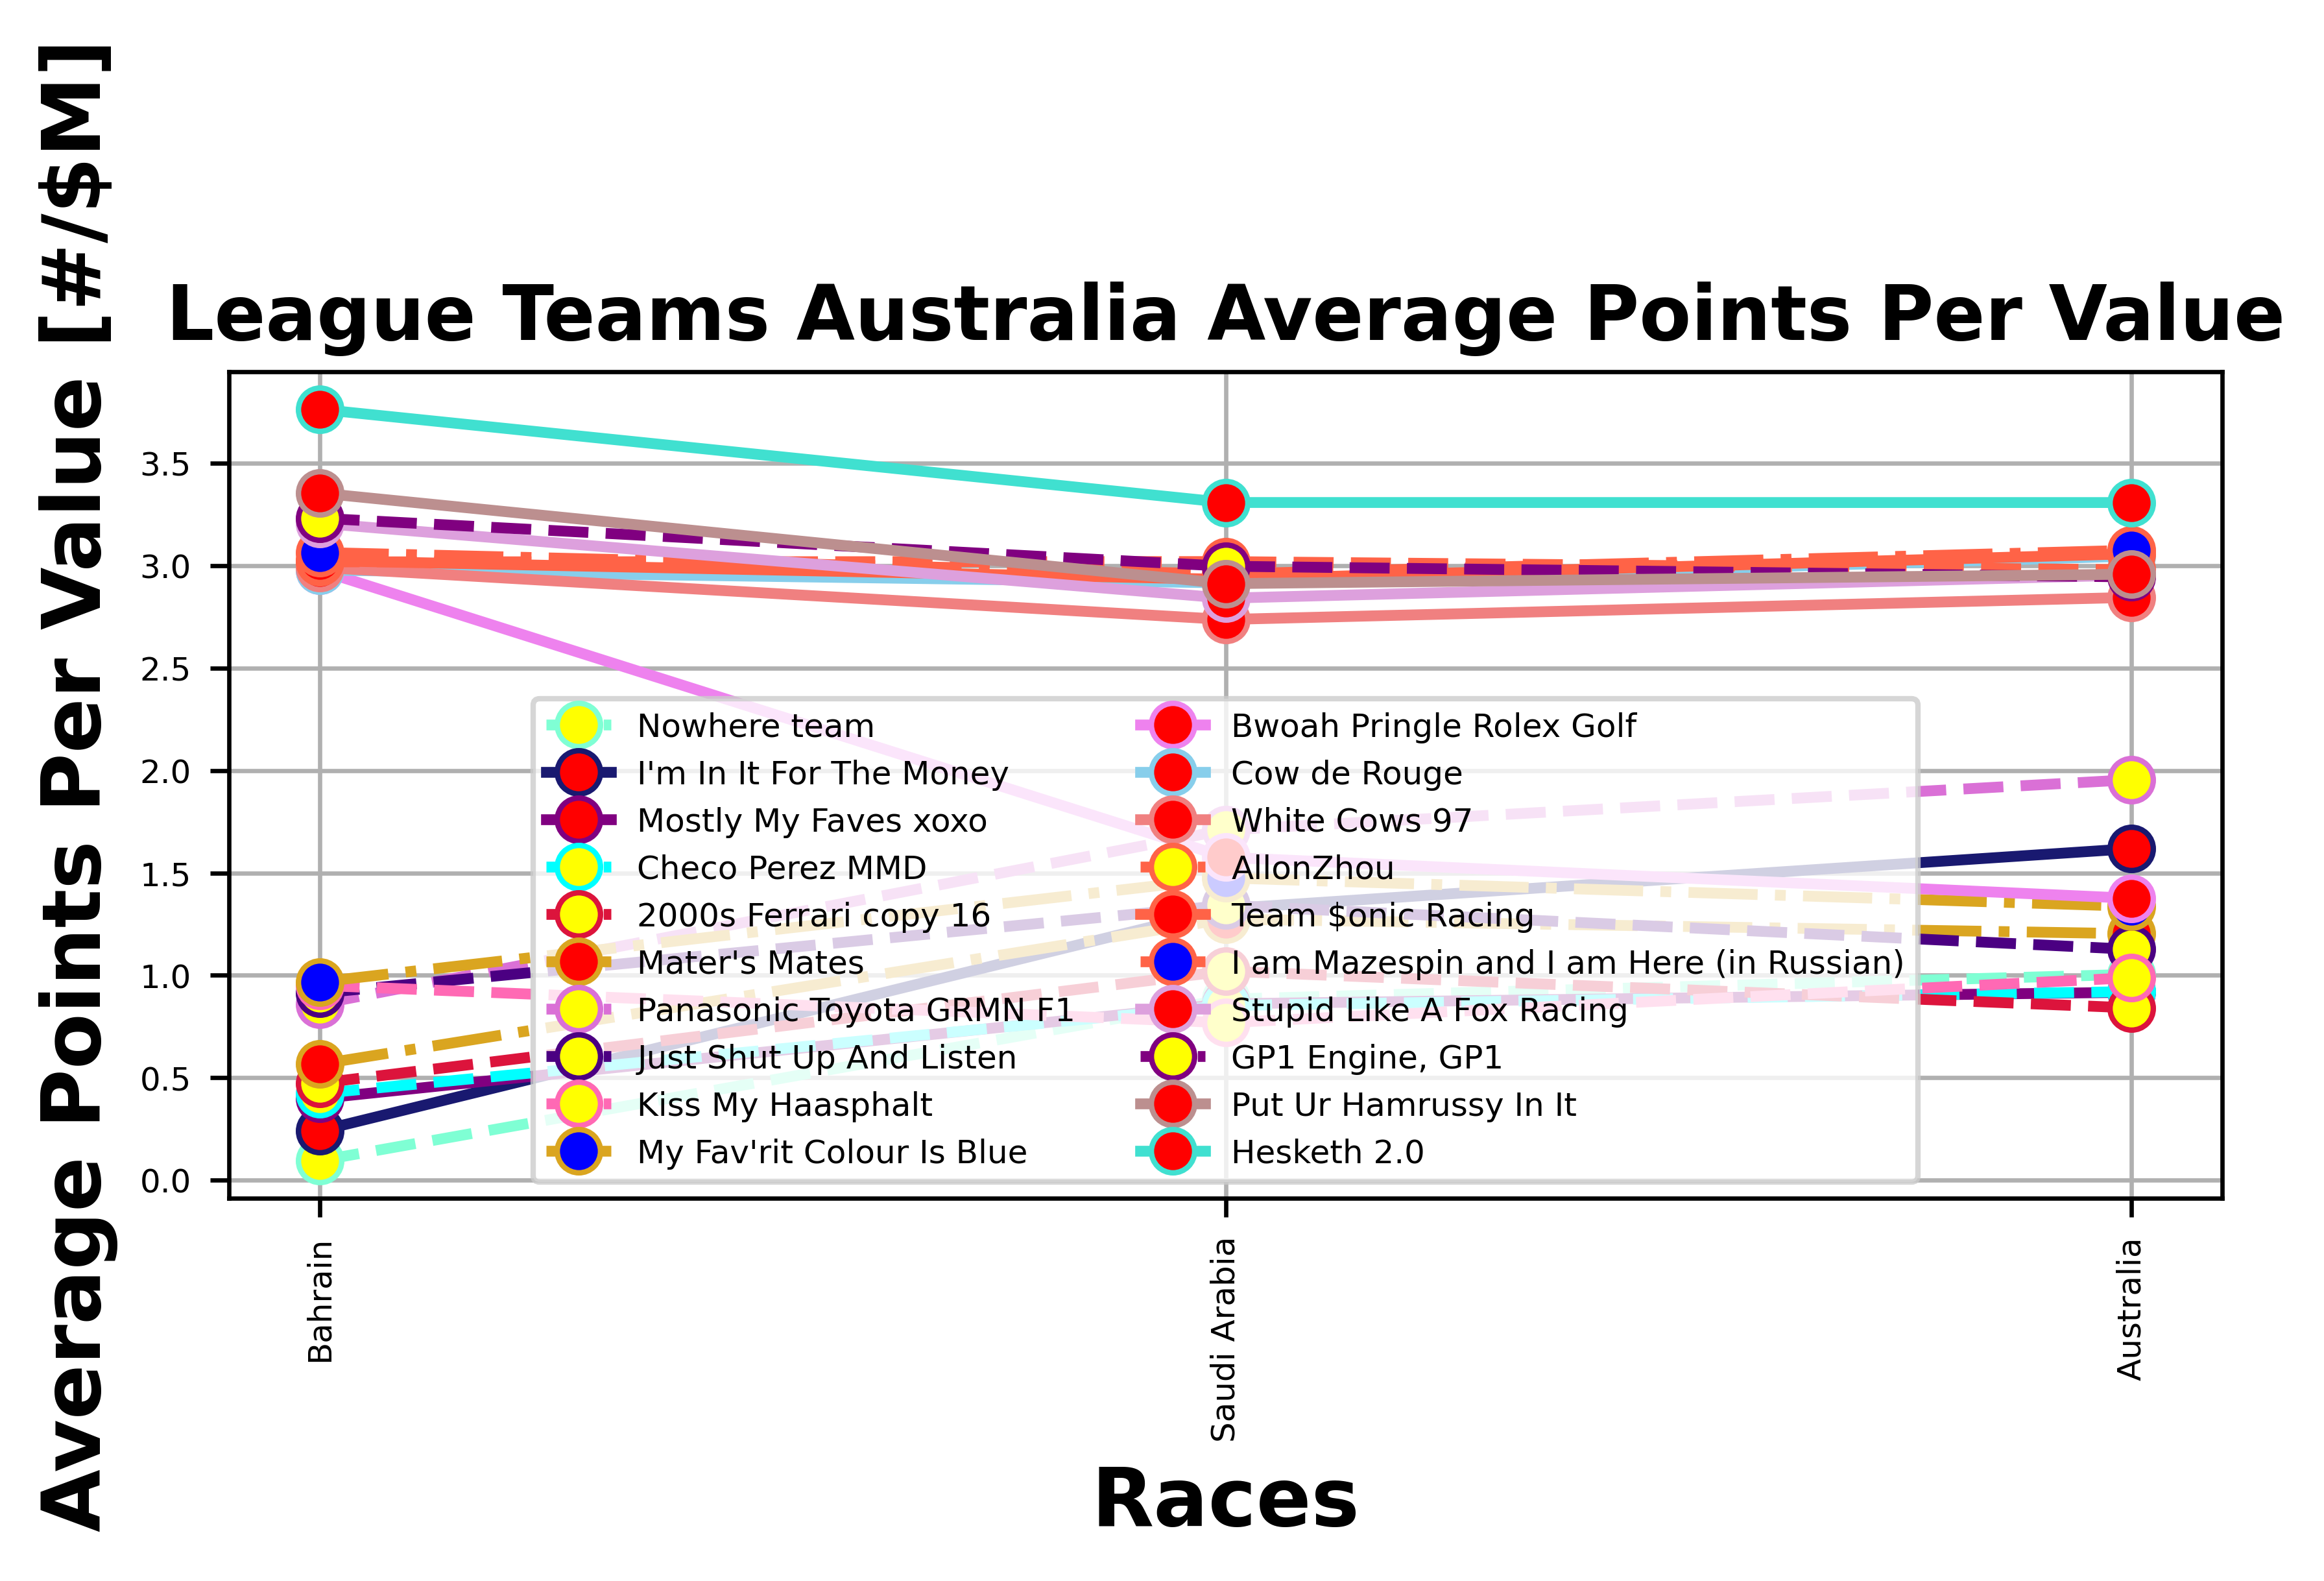 League Teams Australia Average Points Per Value
Average Points Per Value [#/$M]
3.5
3.0
2.5
2.0
1.5
1.0
0.5
0.0
Nowhere team
I'm In It For The Money
Mostly My Faves xoxo
Checo Perez MMD
2000s Ferrari copy 16
Mater's Mates
Panasonic Toyota GRMN F1
Just Shut Up And Listen
Kiss My Haasphalt
My Fav'rit Colour Is Blue
Bwoah Pringle Rolex Golf
Cow de Rouge
White Cows 97
AllonZhou
Team $onic Racing
I am Mazespin and I am Here (in Russian)
Stupid Like A Fox Racing
GP1 Engine, GP1
Put Ur Hamrussy In It
Hesketh 2.0
Bahrain
Saudi Arabia
Australia
Races